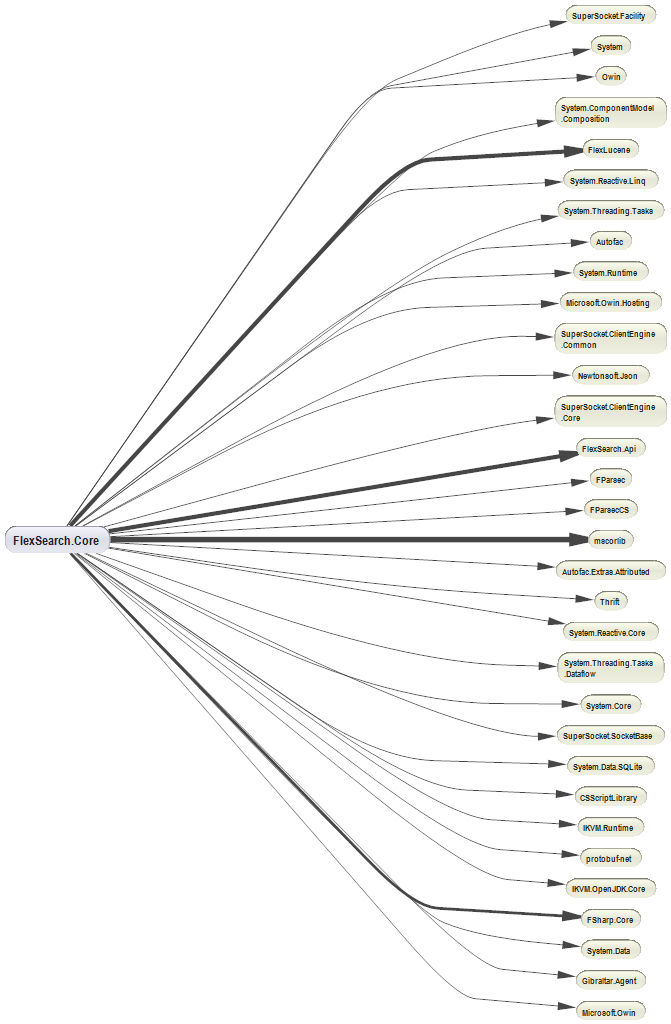 SuperSocket.Facility
System
Owin
System.ComponentModel
.Composition
FlexLucene
System.Reactive.Linq
System.Threading.Tasks
Autofac
System.Runtime
Microsoft.Owin.Hosting
SuperSocket.ClientEngine
.Common
Newtonsoft.Json
SuperSocket.ClientEngine
.Core
FlexSearch.Api
FParsec
FParsecCS
FlexSearch.Core
mscorlib
Autofac.Extras.Attributed
Thrift
System.Reactive.Core
System.Threading.Tasks
.Dataflow
System.Core
SuperSocket.SocketBase
System.Data.SQLite
CSScriptLibrary
IKVM.Runtime
protobuf-net
IKVM.OpenJDK.Core
FSharp.Core
System.Data
Gibraltar.Agent
Microsoft.Owin